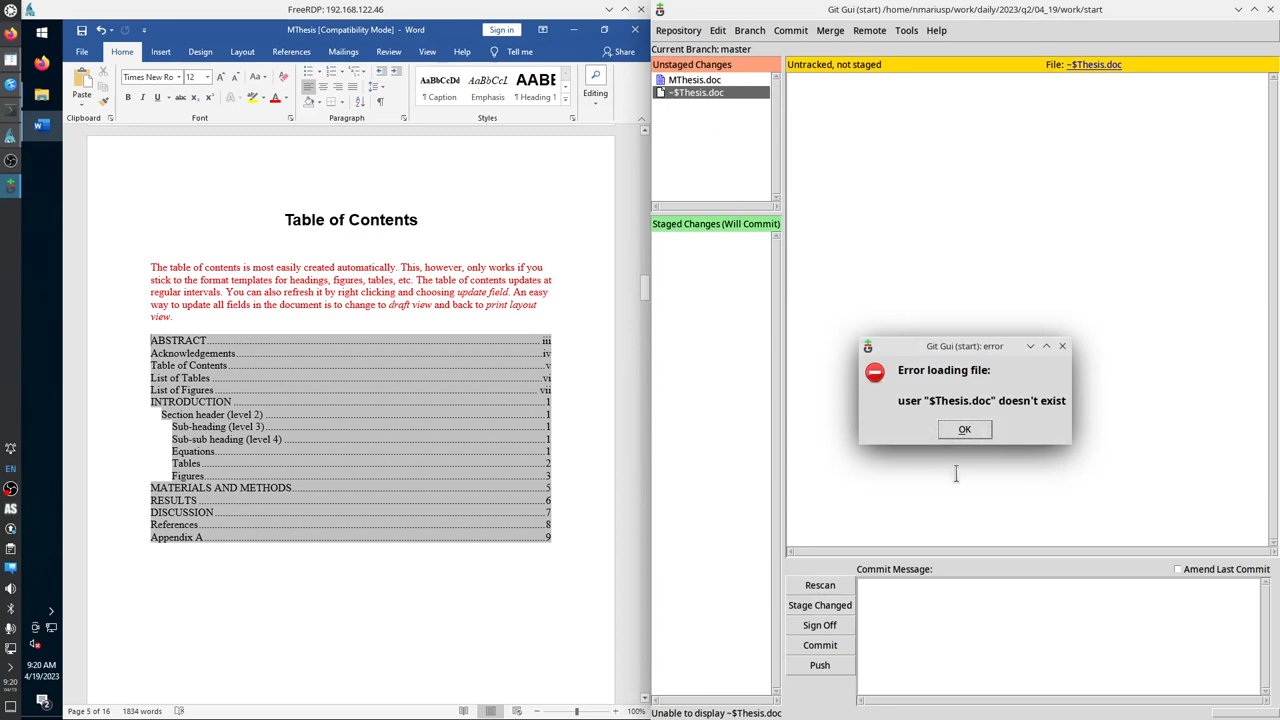 FreeRDP: 192.168.122.46
MThesis [Compatibility Mode] - Word
Sign in
File Home Insert Design Layout References Mailings Review View Help Tell me Share
Paste
Times New Ro 12
Clipboard
Font
Paragraph
AaBbCcDd AaBbCcI AABB(
¶ Caption Emphasis ¶ Heading 1
Styles
Editing
Table of Contents
The table of contents is most easily created automatically. This, however, only works if you
stick to the format templates for headings, figures, tables, etc. The table of contents updates at
regular intervals. You can also refresh it by right clicking and choosing update field. An easy
way to update all fields in the document is to change to draft view and back to print layout
view.
ABSTRACT iii
Acknowledgements iv
Table of Contents v
List of Tables vi
List of Figures vii
INTRODUCTION 1
Section header (level 2) 1
Sub-heading (level 3) 1
Sub-sub heading (level 4) 1
Equations 1
Tables 2
Figures 3
MATERIALS AND METHODS 5
RESULTS 6
DISCUSSION 7
References 8
Appendix A 9
Page 5 of 16 1834 words
100%
EN
AS
9:20 AM
4/19/2023
9:20
04/19
2
Git Gui (start) /home/nmariusp/work/daily/2023/04_19/work/start
Repository Edit Branch Commit Merge Remote Tools Help
Current Branch: master
Unstaged Changes
MThesis.doc
~$Thesis.doc
Staged Changes (Will Commit)
Untracked, not staged File: ~$Thesis.doc
Git Gui (start): error
Error loading file:
user "$Thesis.doc" doesn't exist
OK
Commit Message: Amend Last Commit
Rescan
Stage Changed
Sign Off
Commit
Push
Unable to display ~$Thesis.doc